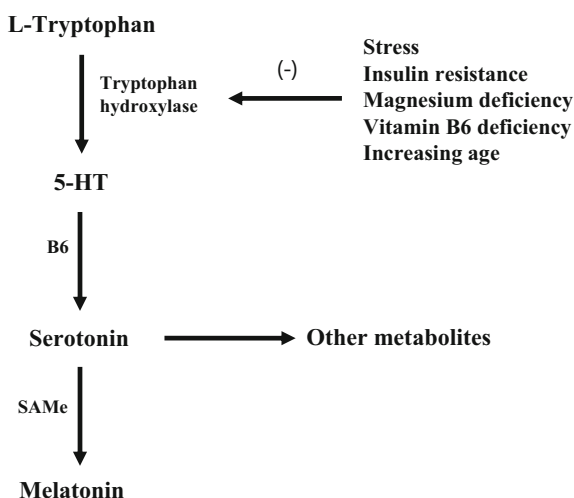 L-Tryptophan
Tryptophan
hydroxylase
(-)
Stress
Insulin resistance
Magnesium deficiency
Vitamin B6 deficiency
Increasing age
5-HT
B6
Serotonin
Other metabolites
SAMe
Melatonin